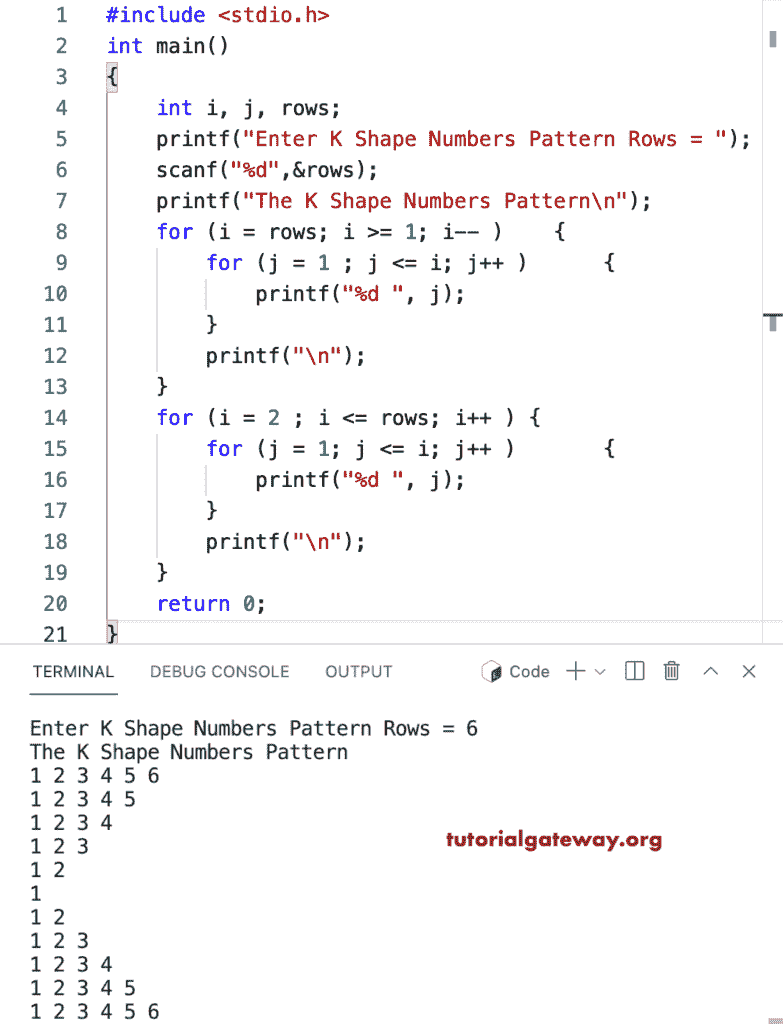 1 #include <stdio.h>
2 int main()
3 {
4     int i, j, rows;
5     printf("Enter K Shape Numbers Pattern Rows = ");
6     scanf("%d",&rows);
7     printf("The K Shape Numbers Pattern\n");
8     for (i = rows; i >= 1; i-- )    {
9         for (j = 1 ; j <= i; j++ )      {
10             printf("%d ", j);
11         }
12         printf("\n");
13     }
14     for (i = 2 ; i <= rows; i++ ) {
15         for (j = 1; j <= i; j++ )       {
16             printf("%d ", j);
17         }
18         printf("\n");
19     }
20     return 0;
21 }
TERMINAL DEBUG CONSOLE OUTPUT Code
Enter K Shape Numbers Pattern Rows = 6
The K Shape Numbers Pattern
1 2 3 4 5 6
1 2 3 4 5
1 2 3 4
tutorialgateway.org
1 2 3
1 2
1
1 2
1 2 3
1 2 3 4
1 2 3 4 5
1 2 3 4 5 6